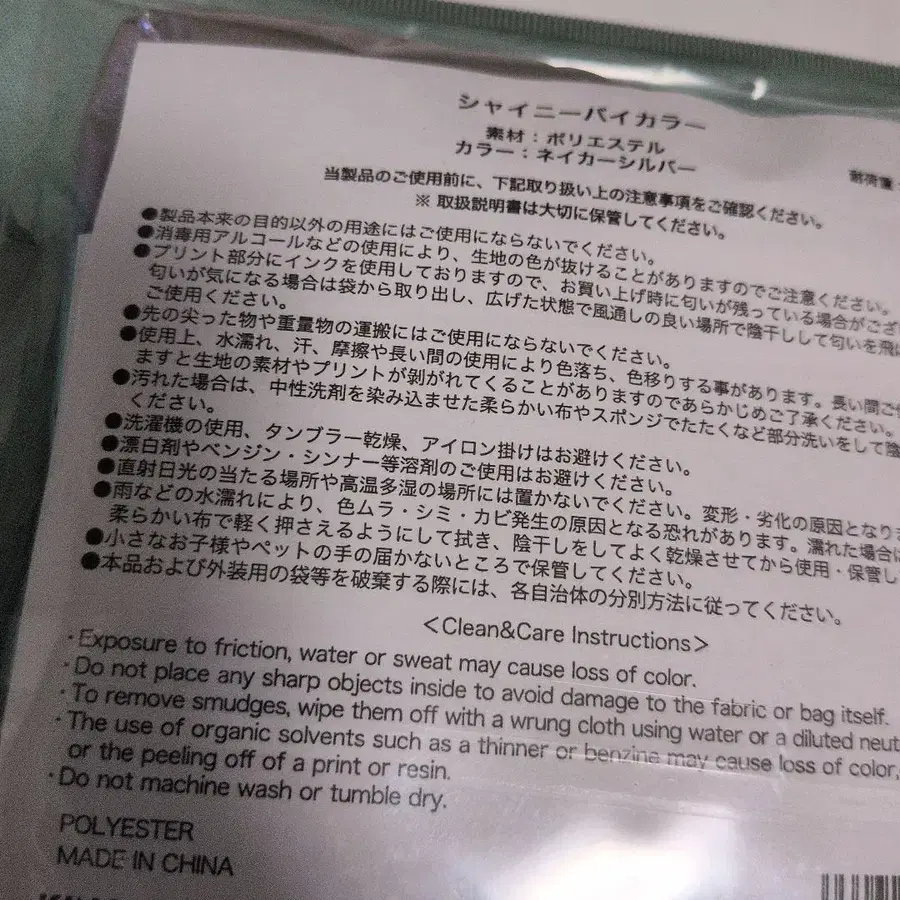 シャイニーバイカラー
素材：ポリエステル
カラー：ネイカーシルバー
耐荷重
当製品のご使用前に、下記取り扱い上の注意事項をご確認ください。
※ 取扱説明書は大切に保管してください。
●製品本来の目的以外の用途にはご使用にならないでください。
●消毒用アルコールなどの使用により、生地の色が抜けることがありますのでご注意ください。
●プリント部分にインクを使用しておりますので、お買い上げ時に匂いが残っている場合がござ
匂いが気になる場合は袋から取り出し、広げた状態で風通しの良い場所で陰干しして匂いを飛
ご使用ください。
●先の尖った物や重量物の運搬にはご使用にならないでください。
●使用上、水濡れ、汗、摩擦や長い間の使用により色落ち、色移りする事があります。長い間ご使
ますと生地の素材やプリントが剝がれてくることがありますのであらかじめご了承ください。
●汚れた場合は、中性洗剤を染み込ませた柔らかい布やスポンジでたたくなど部分洗いをして陰
ください。
●洗濯機の使用、タンブラー乾燥、アイロン掛けはお避けください。
●漂白剤やベンジン・シンナー等溶剤のご使用はお避けください。
●直射日光の当たる場所や高温多湿の場所には置かないでください。変形・劣化の原因となりま
●雨などの水濡れにより、色ムラ・シミ・カビ発生の原因となる恐れがあります。濡れた場合は
柔らかい布で軽く押さえるようにして拭き、陰干しをしてよく乾燥させてから使用・保管し
●小さなお子様やペットの手の届かないところで保管してください。
●本品および外装用の袋等を破棄する際には、各自治体の分別方法に従ってください。
＜Clean&Care Instructions＞
・Exposure to friction, water or sweat may cause loss of color.
・Do not place any sharp objects inside to avoid damage to the fabric or bag itself.
・To remove smudges, wipe them off with a wrung cloth using water or a diluted neut
・The use of organic solvents such as a thinner or benzine may cause loss of color,
or the peeling off of a print or resin.
・Do not machine wash or tumble dry.
POLYESTER
MADE IN CHINA